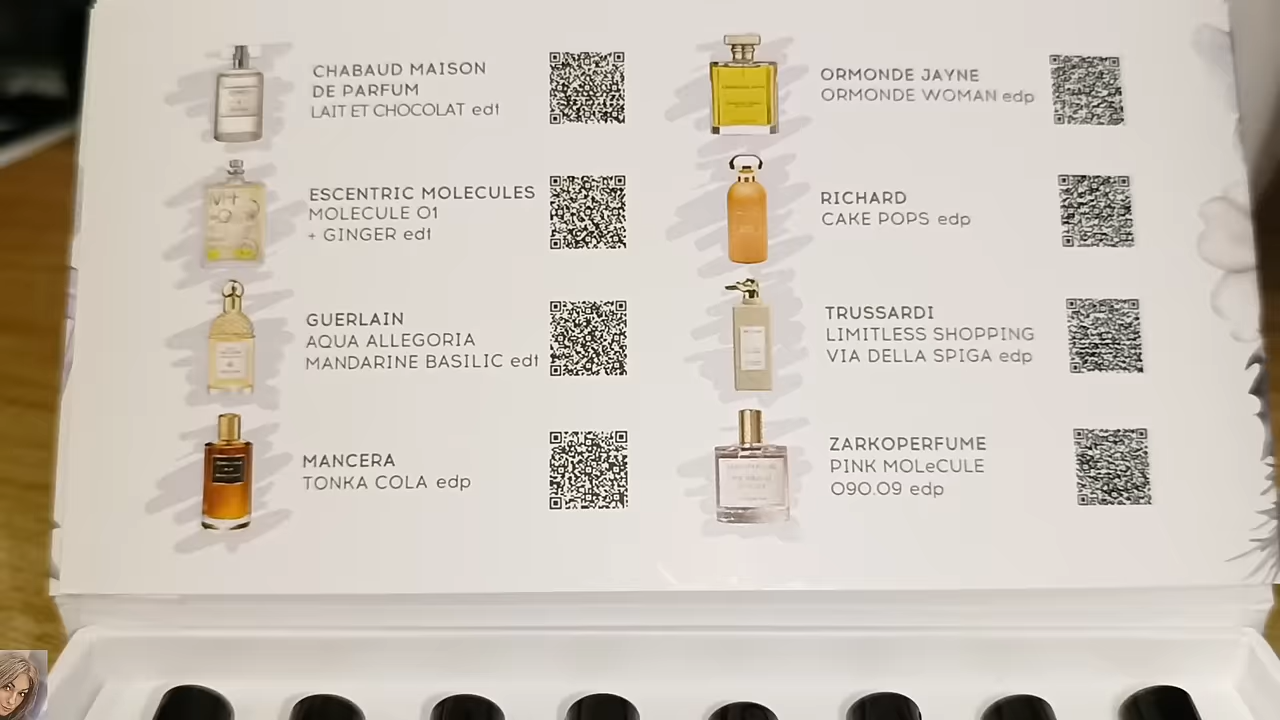 CHABAUD MAISON
DE PARFUM
LAIT ET CHOCOLAT edt
ESCENTRIC MOLECULES
MOLECULE 01
+ GINGER edt
GUERLAIN
AQUA ALLEGORIA
MANDARINE BASILIC edt
MANCERA
TONKA COLA edp
ORMONDE JAYNE
ORMONDE WOMAN edp
RICHARD
CAKE POPS edp
TRUSSARDI
LIMITLESS SHOPPING
VIA DELLA SPIGA edp
ZARKOPERFUME
PINK MOLeCULE
090.09 edp